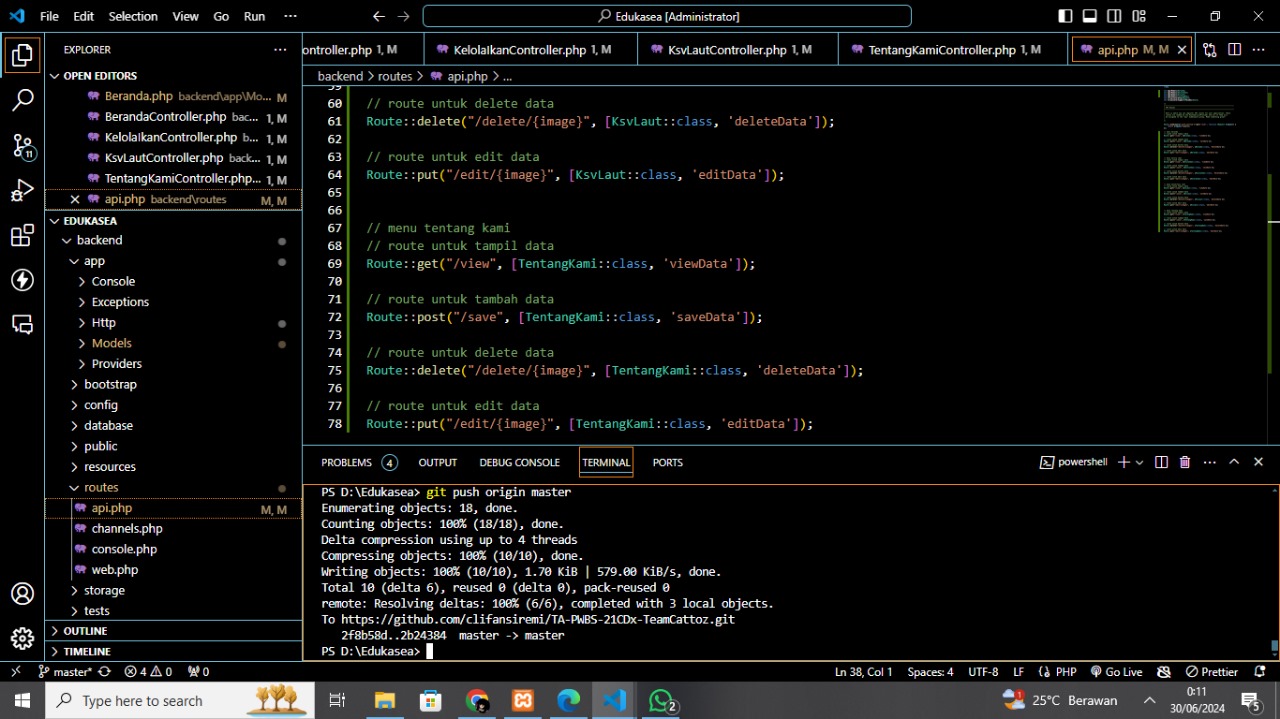 File Edit Selection View Go Run ···
Edukasea [Administrator]
EXPLORER
ontroller.php 1, M
KelolaIkanController.php 1, M
KsvLautController.php 1, M
TentangKamiController.php 1, M
api.php M, M
OPEN EDITORS
Beranda.php backend\app\Mo... M
BerandaController.php bac... 1, M
KelolaIkanController.php b... 1, M
KsvLautController.php back... 1, M
TentangKamiController.php... 1, M
api.php backend\routes M, M
EDUKASEA
backend
app
Console
Exceptions
Http
Models
Providers
bootstrap
config
database
public
resources
routes
api.php M, M
channels.php
console.php
web.php
storage
tests
OUTLINE
TIMELINE
backend > routes > api.php > ...
59
60 // route untuk delete data
61 Route::delete("/delete/{image}", [KsvLaut::class, 'deleteData']);
62
63 // route untuk edit data
64 Route::put("/edit/{image}", [KsvLaut::class, 'editData']);
65
66
67 // menu tentang kami
68 // route untuk tampil data
69 Route::get("/view", [TentangKami::class, 'viewData']);
70
71 // route untuk tambah data
72 Route::post("/save", [TentangKami::class, 'saveData']);
73
74 // route untuk delete data
75 Route::delete("/delete/{image}", [TentangKami::class, 'deleteData']);
76
77 // route untuk edit data
78 Route::put("/edit/{image}", [TentangKami::class, 'editData']);
PROBLEMS 4 OUTPUT DEBUG CONSOLE TERMINAL PORTS
powershell
PS D:\Edukasea> git push origin master
Enumerating objects: 18, done.
Counting objects: 100% (18/18), done.
Delta compression using up to 4 threads
Compressing objects: 100% (10/10), done.
Writing objects: 100% (10/10), 1.70 KiB | 579.00 KiB/s, done.
Total 10 (delta 6), reused 0 (delta 0), pack-reused 0
remote: Resolving deltas: 100% (6/6), completed with 3 local objects.
To https://github.com/clifansiremi/TA-PWBS-21CDx-TeamCattoz.git
2f8b58d..2b24384 master -> master
PS D:\Edukasea>
11
master* 4 0 0
Ln 38, Col 1 Spaces: 4 UTF-8 LF PHP Go Live Prettier
Type here to search
2
1
25°C Berawan
0:11
30/06/2024
5